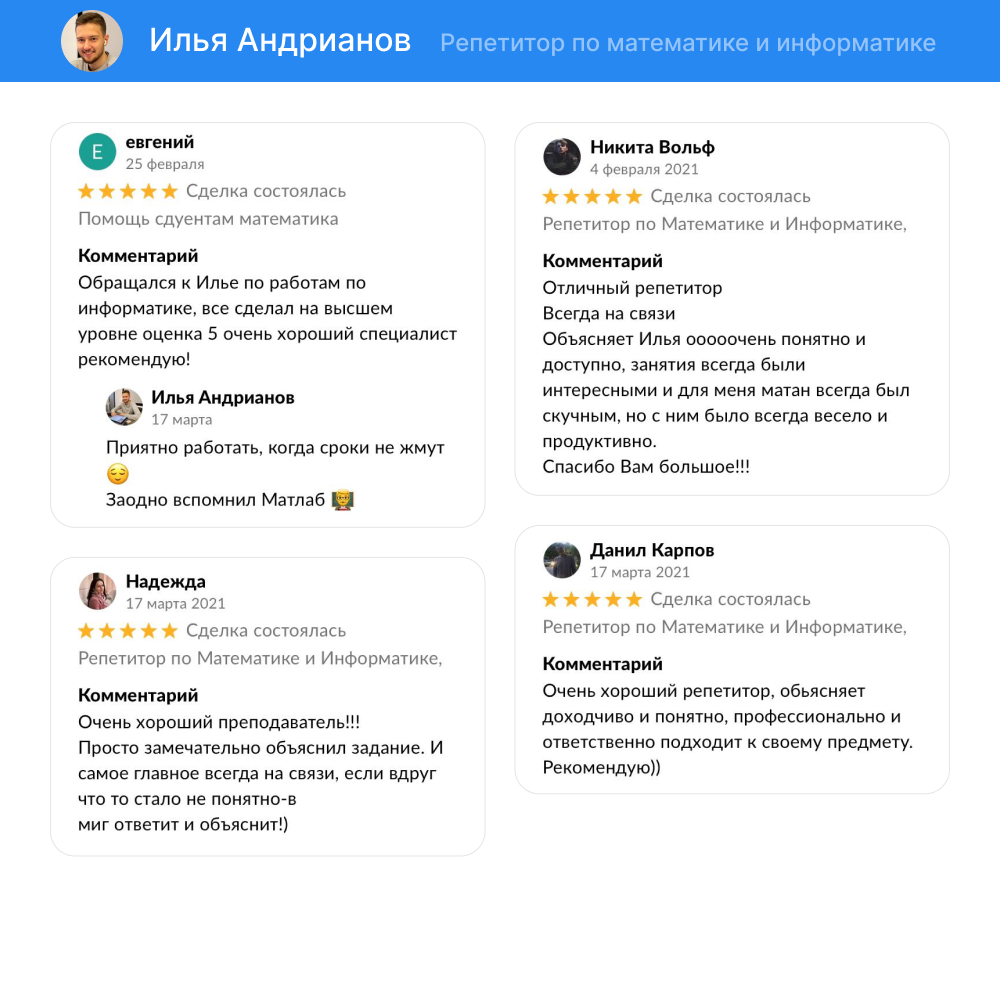 Илья Андрианов
Репетитор по математике и информатике
Е
евгений
25 февраля
Сделка состоялась
Помощь сдуентам математика
Комментарий
Обращался к Илье по работам по
информатике, все сделал на высшем
уровне оценка 5 очень хороший специалист
рекомендую!
Илья Андрианов
17 марта
Приятно работать, когда сроки не жмут
😌
Заодно вспомнил Матлаб 👨‍🏫
Надежда
17 марта 2021
Сделка состоялась
Репетитор по Математике и Информатике,
Комментарий
Очень хороший преподаватель!!!
Просто замечательно объяснил задание. И
самое главное всегда на связи, если вдруг
что то стало не понятно-в
миг ответит и объяснит!)
Никита Вольф
4 февраля 2021
Сделка состоялась
Репетитор по Математике и Информатике,
Комментарий
Отличный репетитор
Всегда на связи
Объясняет Илья ооооочень понятно и
доступно, занятия всегда были
интересными и для меня матан всегда был
скучным, но с ним было всегда весело и
продуктивно.
Спасибо Вам большое!!!
Данил Карпов
17 марта 2021
Сделка состоялась
Репетитор по Математике и Информатике,
Комментарий
Очень хороший репетитор, обьясняет
доходчиво и понятно, профессионально и
ответственно подходит к своему предмету.
Рекомендую))